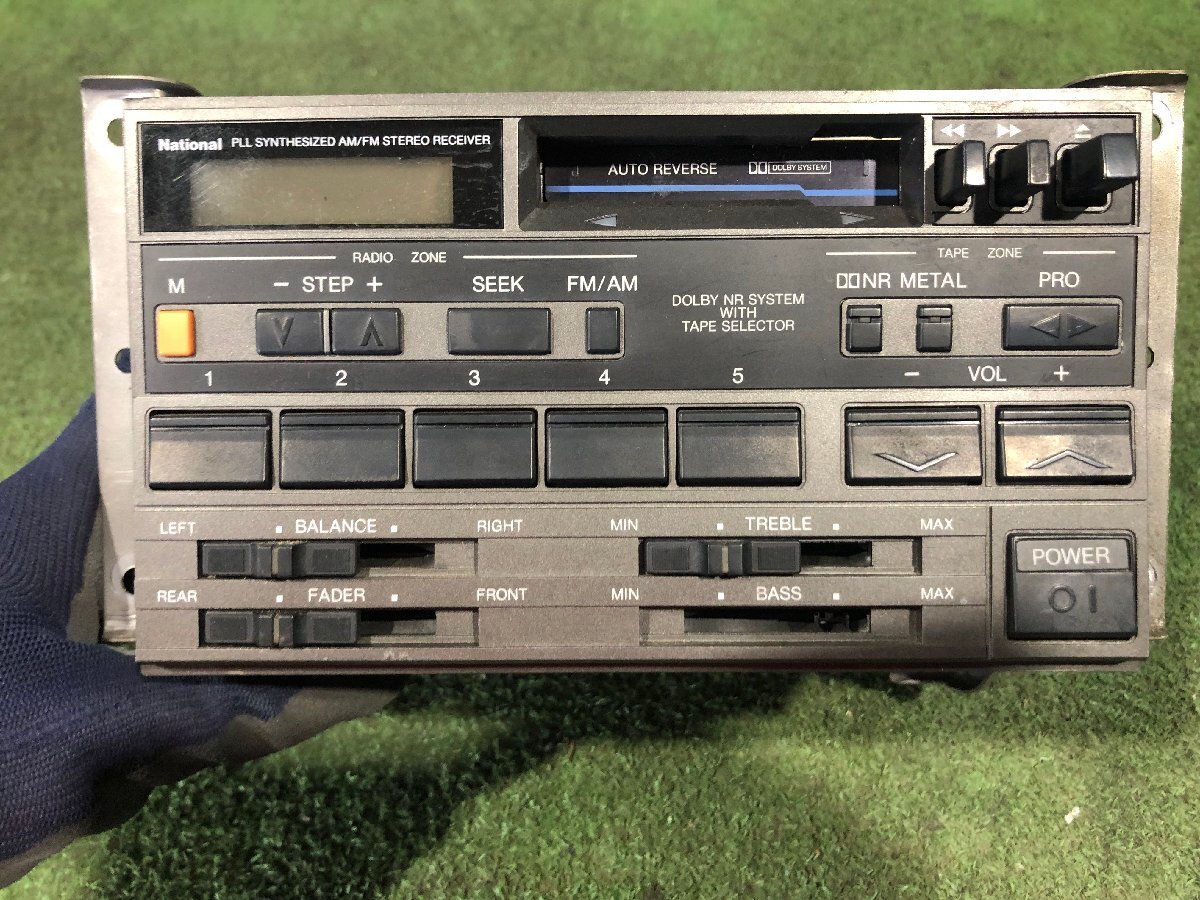 National PLL SYNTHESIZED AM/FM STEREO RECEIVER
AUTO REVERSE DOLBY SYSTEM
RADIO ZONE
TAPE ZONE
M - STEP + SEEK FM/AM
DOLBY NR SYSTEM
WITH
TAPE SELECTOR
NR METAL PRO
1 2 3 4 5
- VOL +
LEFT BALANCE RIGHT
MIN TREBLE MAX
REAR FADER FRONT
MIN BASS MAX
POWER
O I